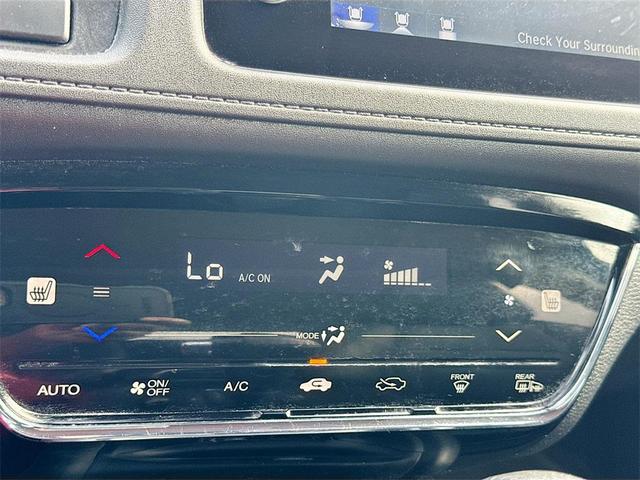 Check Your Surroundin
Lo
A/C ON
MODE
AUTO
ON/
OFF
A/C
FRONT
REAR